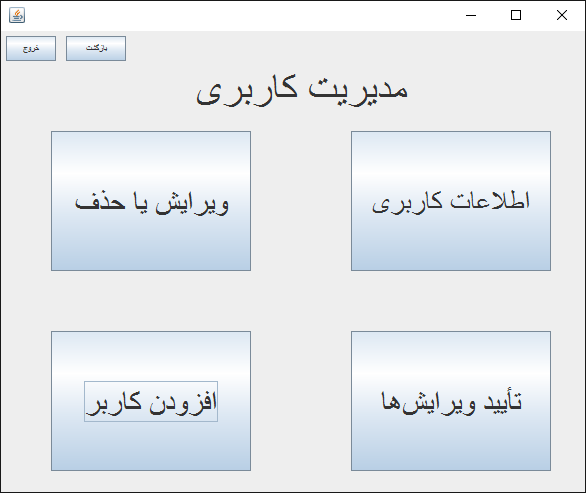 بازگشت
خروج
مدیریت کاربری
اطلاعات کاربری
ویرایش یا حذف
تأیید ویرایش‌ها
افزودن کاربر